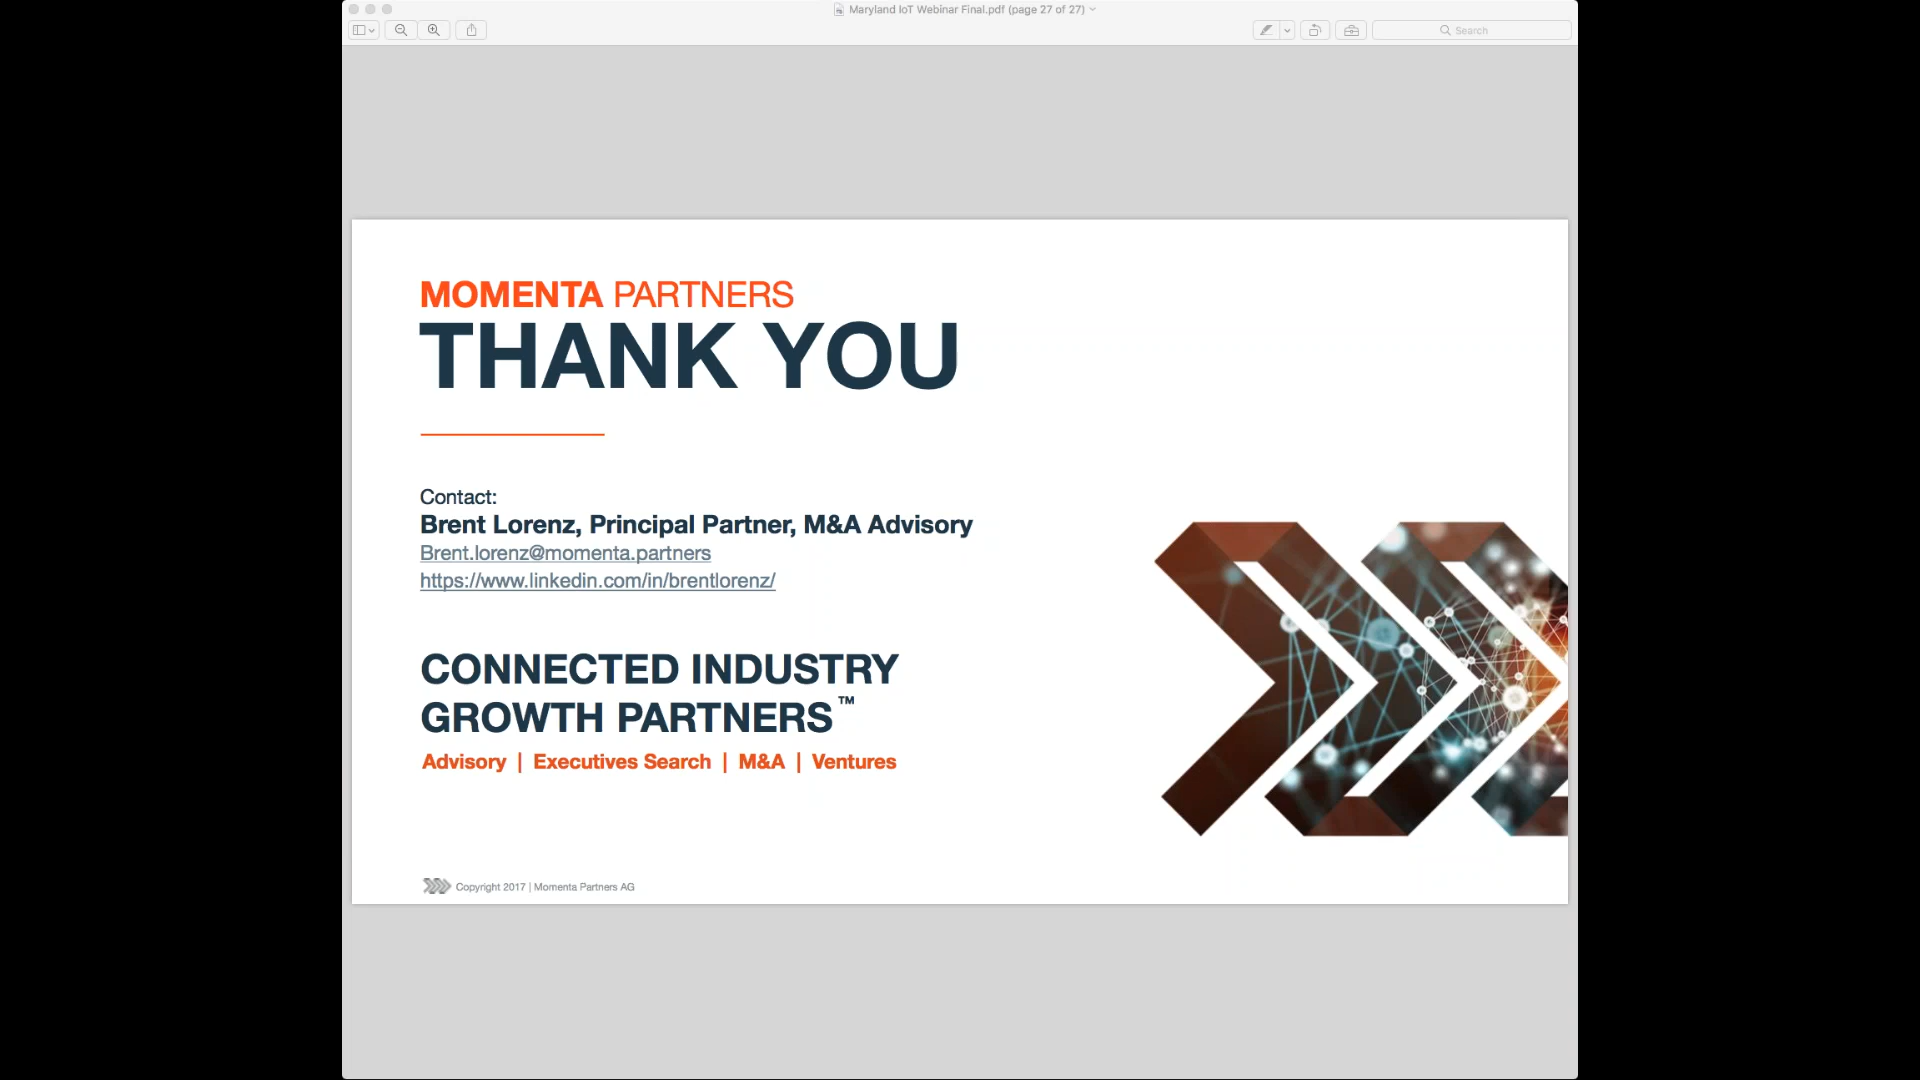 Maryland IoT Webinar Final.pdf (page 27 of 27)
Search
MOMENTA PARTNERS
THANK YOU
Contact:
Brent Lorenz, Principal Partner, M&A Advisory
Brent.lorenz@momenta.partners
https://www.linkedin.com/in/brentlorenz/
CONNECTED INDUSTRY
GROWTH PARTNERS™
Advisory | Executives Search | M&A | Ventures
Copyright 2017 | Momenta Partners AG